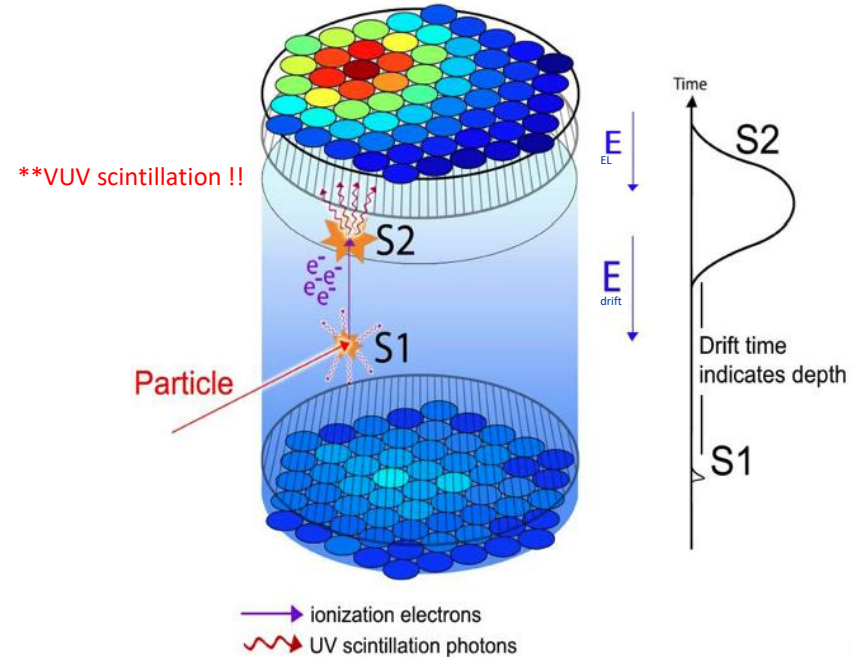 **VUV scintillation !!
S2
e-
e-
e-
e-
S1
Particle
E
EL
E
drift
Time
S2
Drift time
indicates depth
S1
ionization electrons
UV scintillation photons